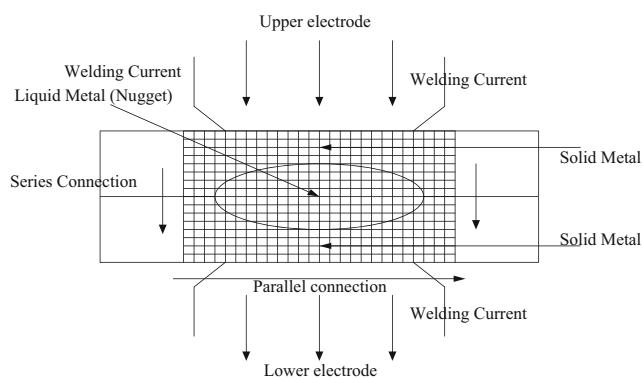 Upper electrode
Welding Current
Welding Current
Liquid Metal (Nugget)
Solid Metal
Series Connection
Solid Metal
Parallel connection
Welding Current
Lower electrode